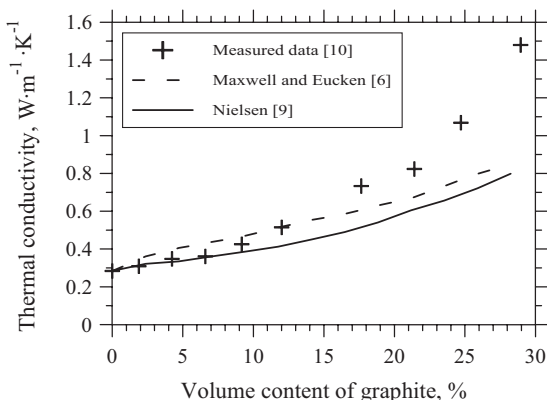 1.6
1.4
1.2
1
0.8
0.6
0.4
0.2
0
Thermal conductivity, W·m⁻¹·K⁻¹
Measured data [10]
Maxwell and Eucken [6]
Nielsen [9]
0 5 10 15 20 25 30
Volume content of graphite, %